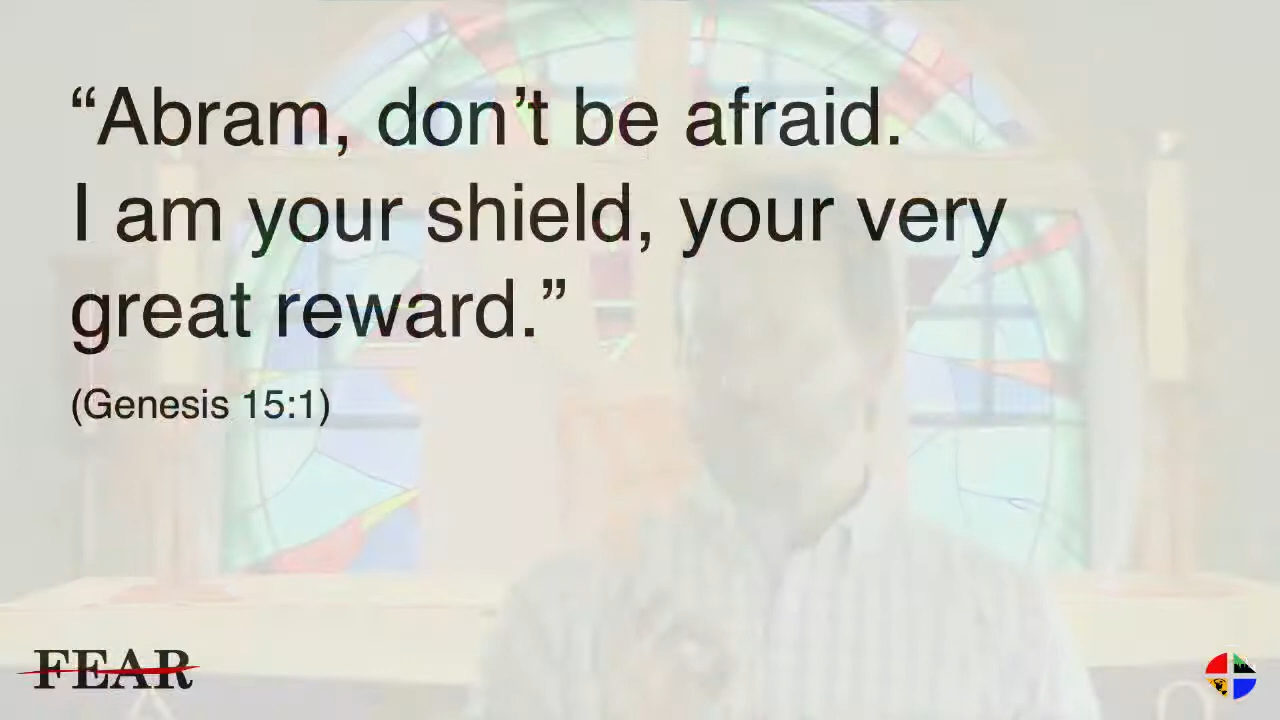 “Abram, don’t be afraid.
I am your shield, your very
great reward.”
(Genesis 15:1)
FEAR